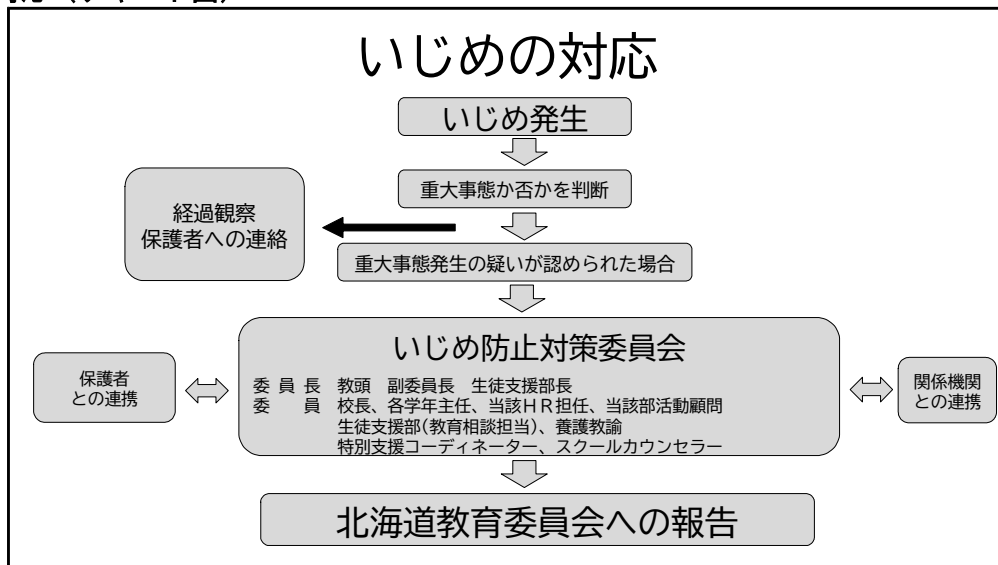 いじめの対応
いじめ発生
重大事態か否かを判断
経過観察
保護者への連絡
重大事態発生の疑いが認められた場合
いじめ防止対策委員会
委員長 教頭 副委員長 生徒支援部長
委員 校長、各学年主任、当該HR担任、当該部活動顧問
生徒支援部(教育相談担当)、養護教諭
特別支援コーディネーター、スクールカウンセラー
保護者
との連携
関係機関
との連携
北海道教育委員会への報告